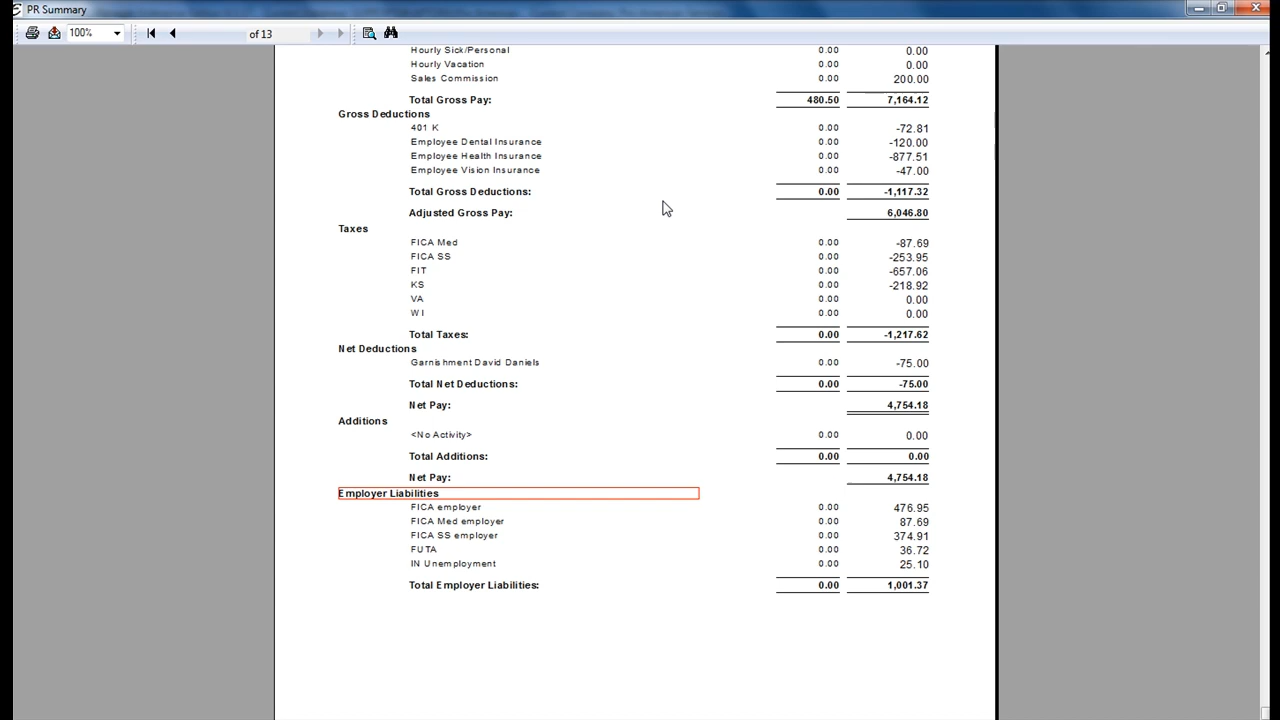 PR Summary
100% of 13
Hourly Sick/Personal 0.00 0.00
Hourly Vacation 0.00 0.00
Sales Commission 0.00 200.00
Total Gross Pay: 480.50 7,164.12
Gross Deductions
401 K 0.00 -72.81
Employee Dental Insurance 0.00 -120.00
Employee Health Insurance 0.00 -877.51
Employee Vision Insurance 0.00 -47.00
Total Gross Deductions: 0.00 -1,117.32
Adjusted Gross Pay: 6,046.80
Taxes
FICA Med 0.00 -87.69
FICA SS 0.00 -253.95
FIT 0.00 -657.06
KS 0.00 -218.92
VA 0.00 0.00
WI 0.00 0.00
Total Taxes: 0.00 -1,217.62
Net Deductions
Garnishment David Daniels 0.00 -75.00
Total Net Deductions: 0.00 -75.00
Net Pay: 4,754.18
Additions
<No Activity> 0.00 0.00
Total Additions: 0.00 0.00
Net Pay: 4,754.18
Employer Liabilities
FICA employer 0.00 476.95
FICA Med employer 0.00 87.69
FICA SS employer 0.00 374.91
FUTA 0.00 36.72
IN Unemployment 0.00 25.10
Total Employer Liabilities: 0.00 1,001.37